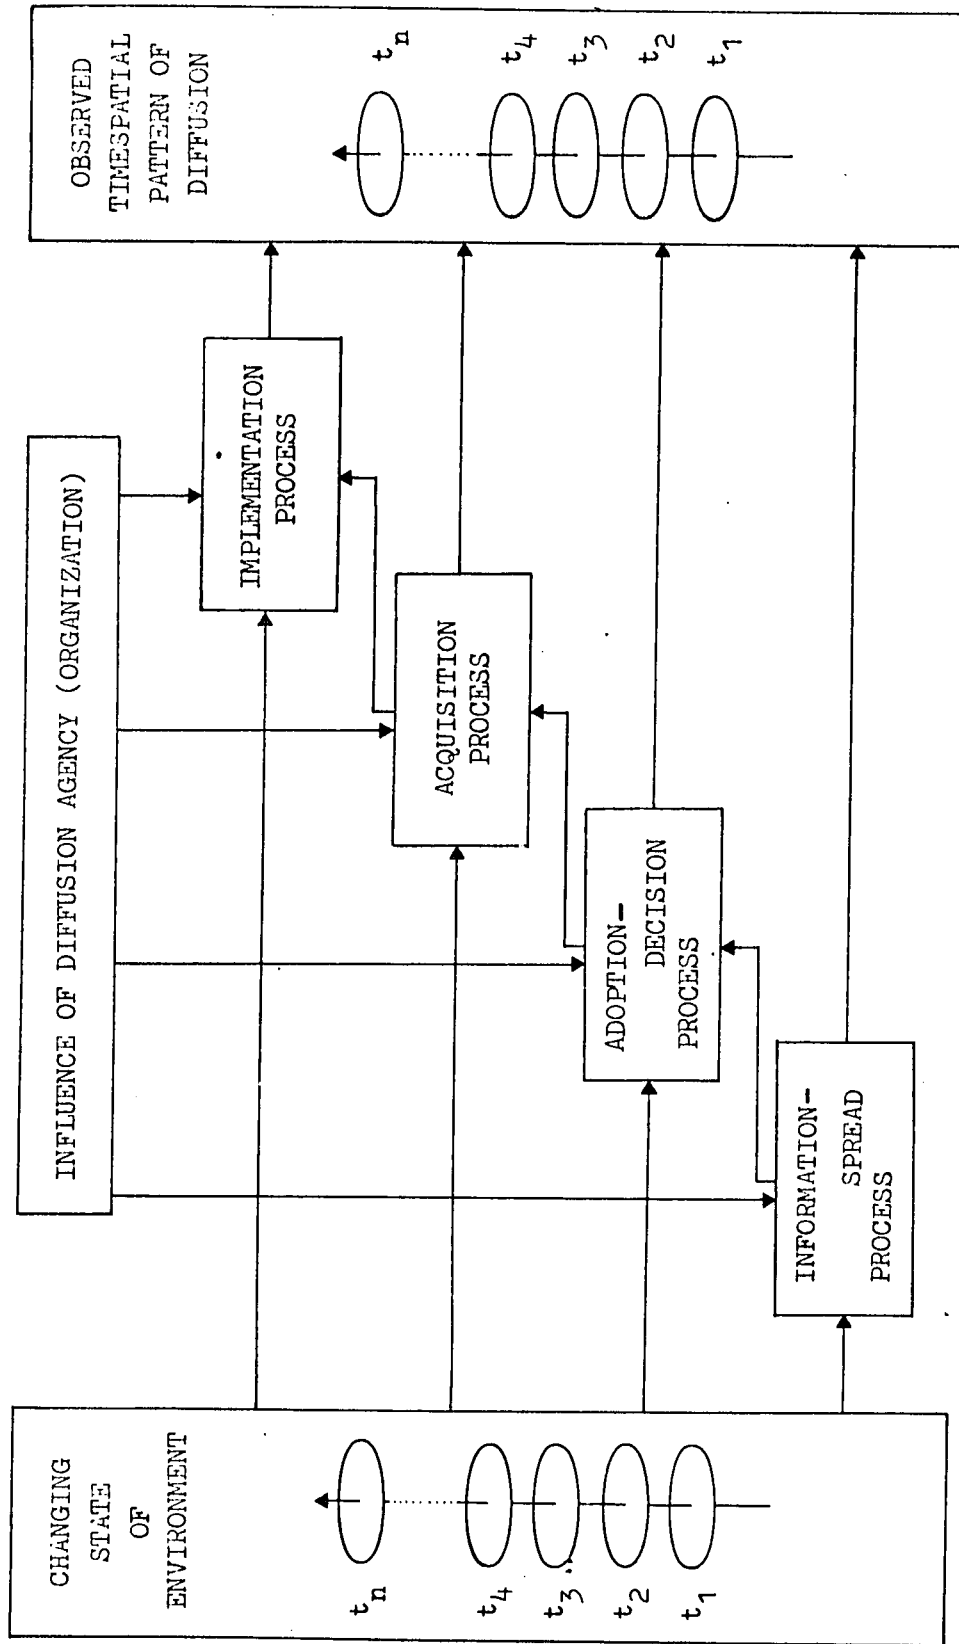 CHANGING
STATE
OF
ENVIRONMENT
tn
t4
t3
t2
t1
INFLUENCE OF DIFFUSION AGENCY (ORGANIZATION)
IMPLEMENTATION
PROCESS
ACQUISITION
PROCESS
ADOPTION-
DECISION
PROCESS
INFORMATION-
SPREAD
PROCESS
OBSERVED
TIMESPATIAL
PATTERN OF
DIFFUSION
tn
t4
t3
t2
t1